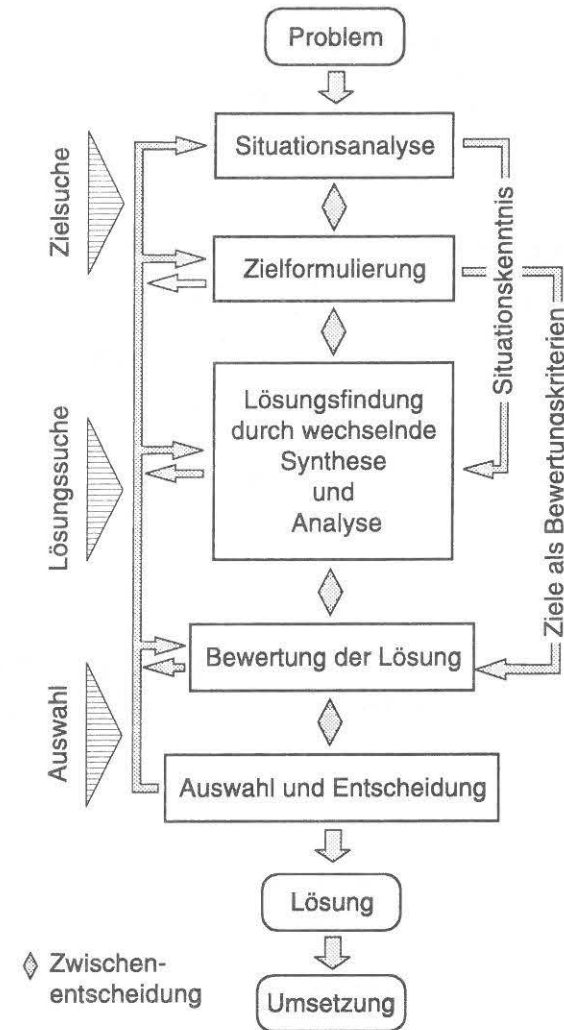 Problem
Situationsanalyse
Zielsuche
Zielformulierung
Situationskenntnis
Ziele als Bewertungskriterien
Lösungsfindung
durch wechselnde
Synthese
und
Analyse
Lösungssuche
Bewertung der Lösung
Auswahl
Auswahl und Entscheidung
Lösung
Zwischen-
entscheidung
Umsetzung